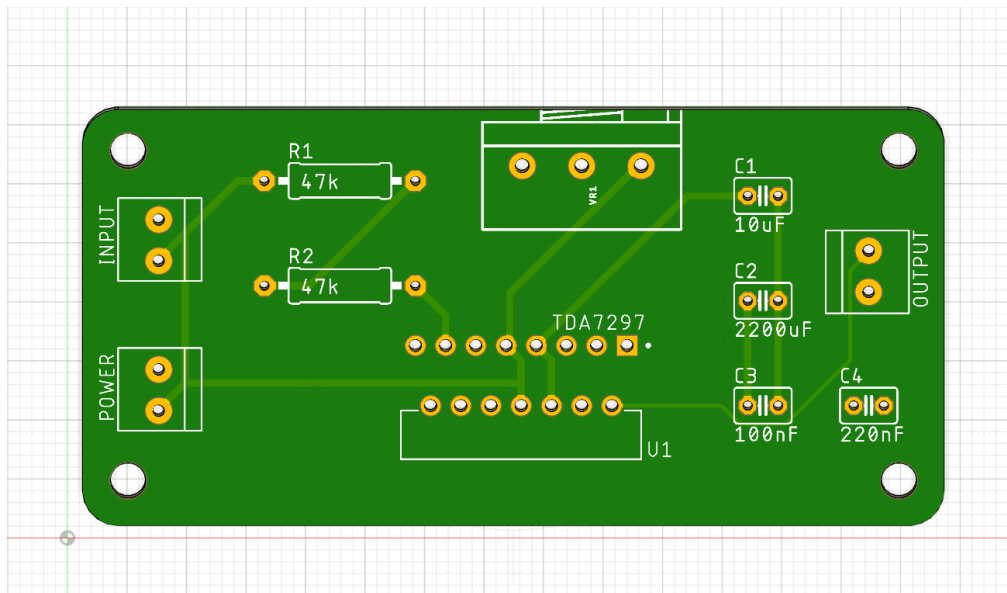 R1
47k
INPUT
R2
47k
POWER
VR1
TDA7297
U1
C1
10uF
C2
2200uF
C3
100nF
C4
220nF
OUTPUT